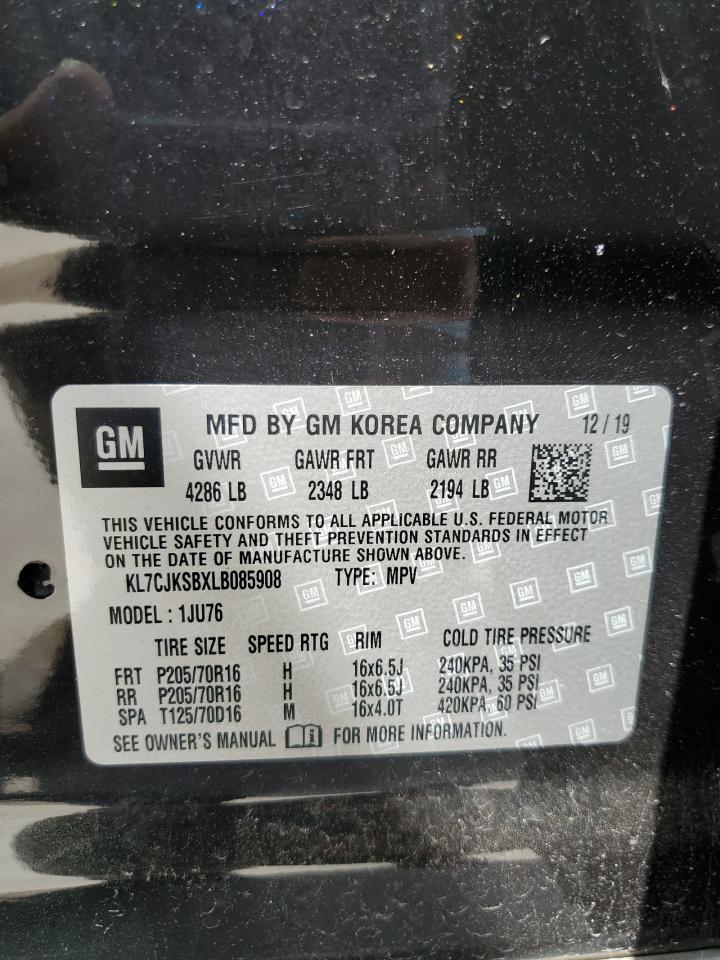 GM MFD BY GM KOREA COMPANY 12/19
GVWR GAWR FRT GAWR RR
4286 LB 2348 LB 2194 LB
THIS VEHICLE CONFORMS TO ALL APPLICABLE U.S. FEDERAL MOTOR
VEHICLE SAFETY AND THEFT PREVENTION STANDARDS IN EFFECT
ON THE DATE OF MANUFACTURE SHOWN ABOVE.
KL7CJKSBXLB085908 TYPE: MPV
MODEL: 1JU76
TIRE SIZE SPEED RTG RIM COLD TIRE PRESSURE
FRT P205/70R16 H 16x6.5J 240KPA, 35 PSI
RR P205/70R16 H 16x6.5J 240KPA, 35 PSI
SPA T125/70D16 M 16x4.0T 420KPA, 60 PSI
SEE OWNER'S MANUAL i FOR MORE INFORMATION.